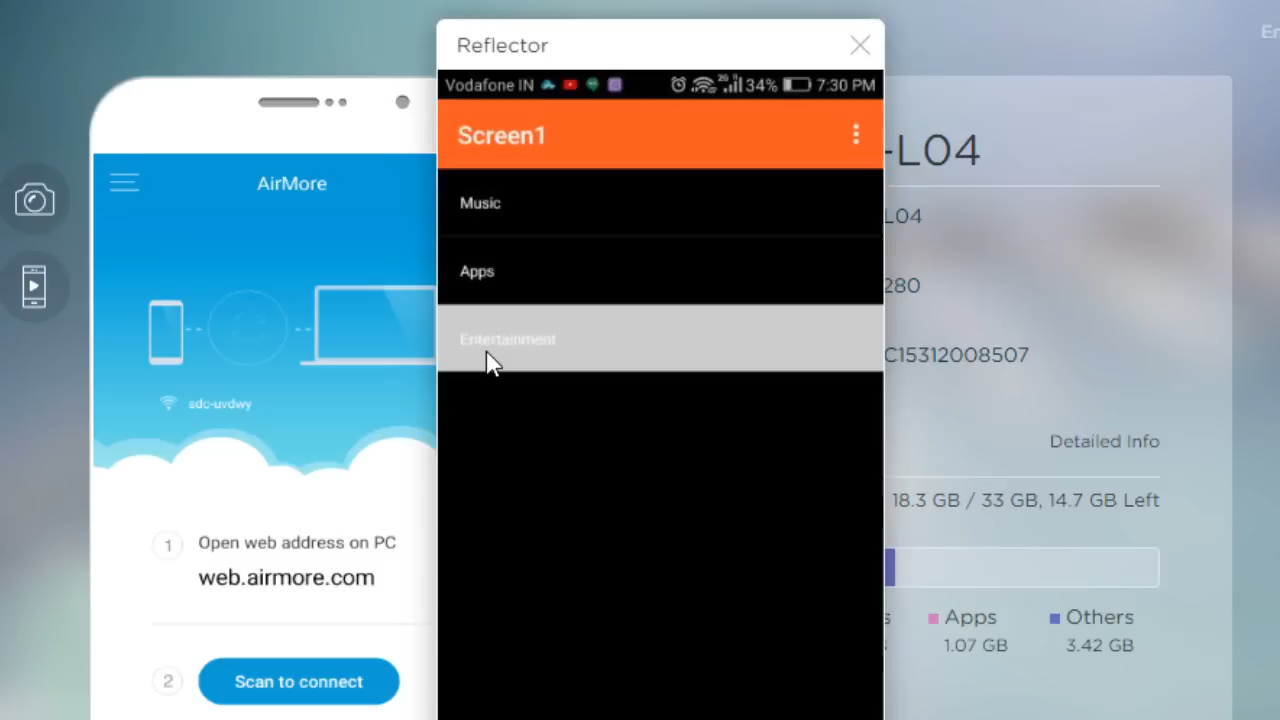 Reflector
Vodafone IN 34% 7:30 PM
Screen1
Music
Apps
Entertainment
AirMore
sdc-uvdwy
1
Open web address on PC
web.airmore.com
2
Scan to connect
-L04
L04
280
C15312008507
Detailed Info
18.3 GB / 33 GB, 14.7 GB Left
Apps
1.07 GB
Others
3.42 GB